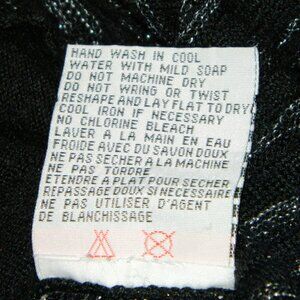 HAND WASH IN COOL
WATER WITH MILD SOAP
DO NOT MACHINE DRY
DO NOT WRING OR TWIST
RESHAPE AND LAY FLAT TO DRY
COOL IRON IF NECESSARY
NO CHLORINE BLEACH
LAVER A LA MAIN EN EAU
FROIDE AVEC DU SAVON DOUX
NE PAS SECHER A LA MACHINE
NE PAS TORDRE
ETENDRE A PLAT POUR SECHER
REPASSAGE DOUX SI NECESSAIRE
NE PAS UTILISER D'AGENT
DE BLANCHISSAGE